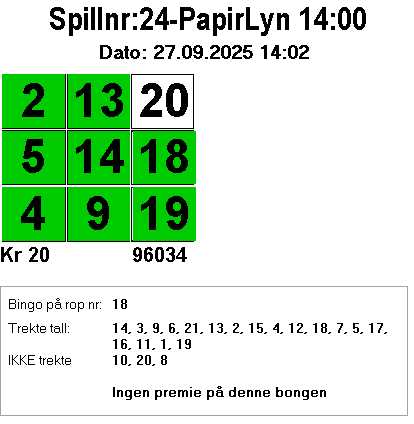 Spillnr:24-PapirLyn 14:00
Dato: 27.09.2025 14:02
2 13 20
5 14 18
4 9 19
Kr 20 96034
Bingo på rop nr: 18
Trekte tall: 14, 3, 9, 6, 21, 13, 2, 15, 4, 12, 18, 7, 5, 17,
16, 11, 1, 19
IKKE trekte 10, 20, 8
Ingen premie på denne bongen